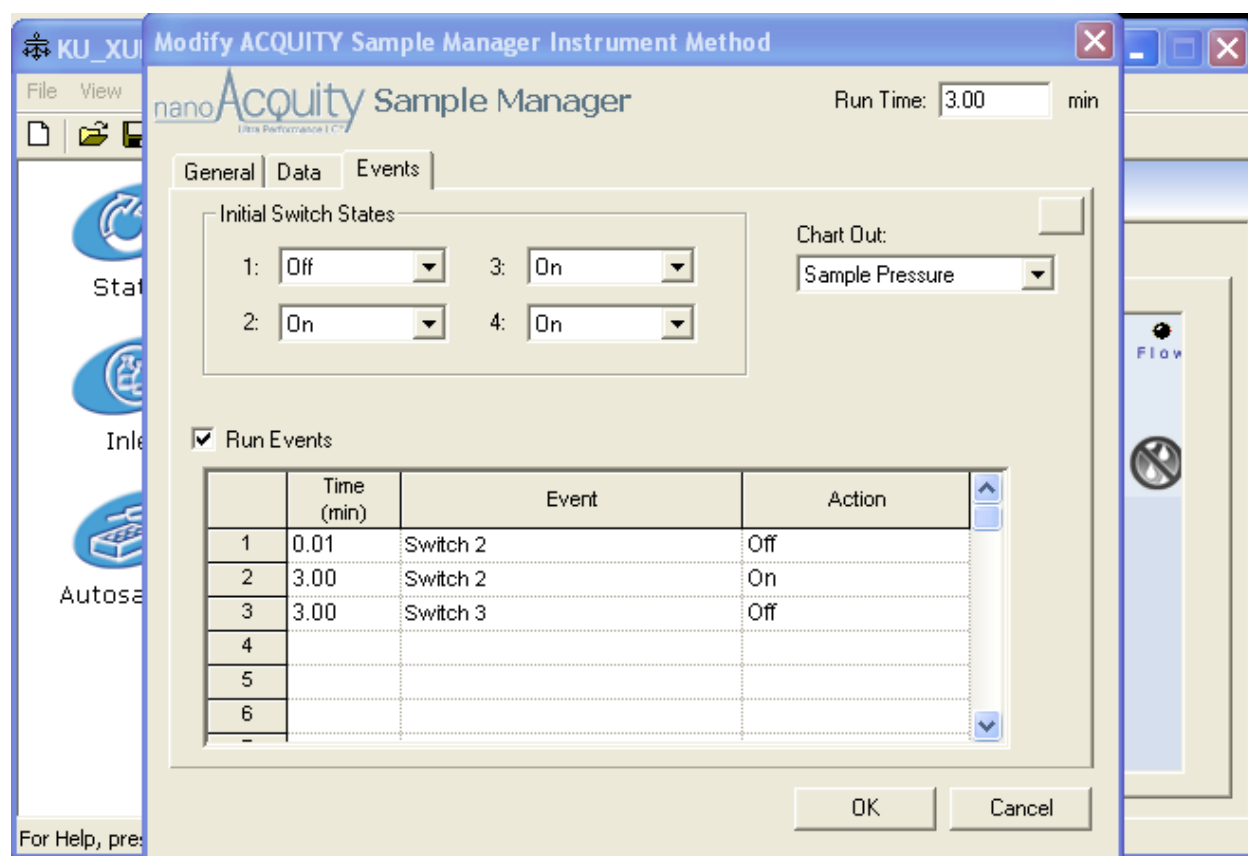 KU_XU
Modify ACQUITY Sample Manager Instrument Method
File View
nanoAcquity Sample Manager
Ultra Performance LC
Run Time: 3.00 min
General Data Events
Initial Switch States
Chart Out:
1: Off 3: On
Sample Pressure
2: On 4: On
Flow
Run Events
Time (min) Event Action
1 0.01 Switch 2 Off
2 3.00 Switch 2 On
3 3.00 Switch 3 Off
4
5
6
Stat
Inle
Autosa
OK Cancel
For Help, pres